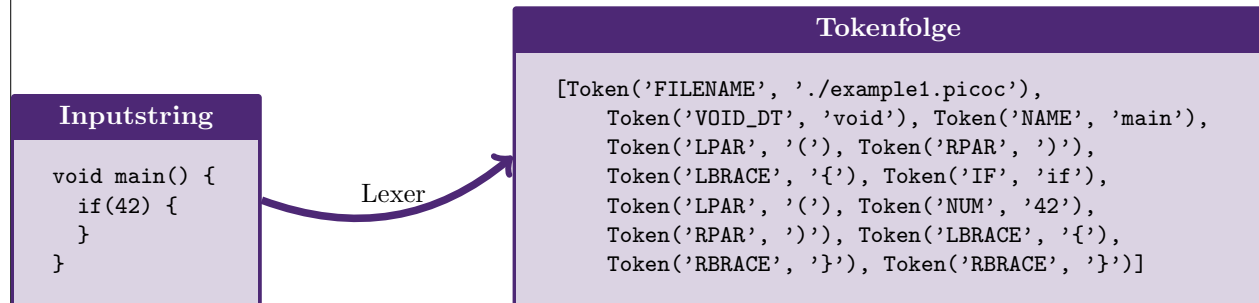 Inputstring
void main() {
  if(42) {
  }
}
Lexer
Tokenfolge
[Token('FILENAME', './example1.picoc'),
    Token('VOID_DT', 'void'), Token('NAME', 'main'),
    Token('LPAR', '('), Token('RPAR', ')'),
    Token('LBRACE', '{'), Token('IF', 'if'),
    Token('LPAR', '('), Token('NUM', '42'),
    Token('RPAR', ')'), Token('LBRACE', '{'),
    Token('RBRACE', '}'), Token('RBRACE', '}')]